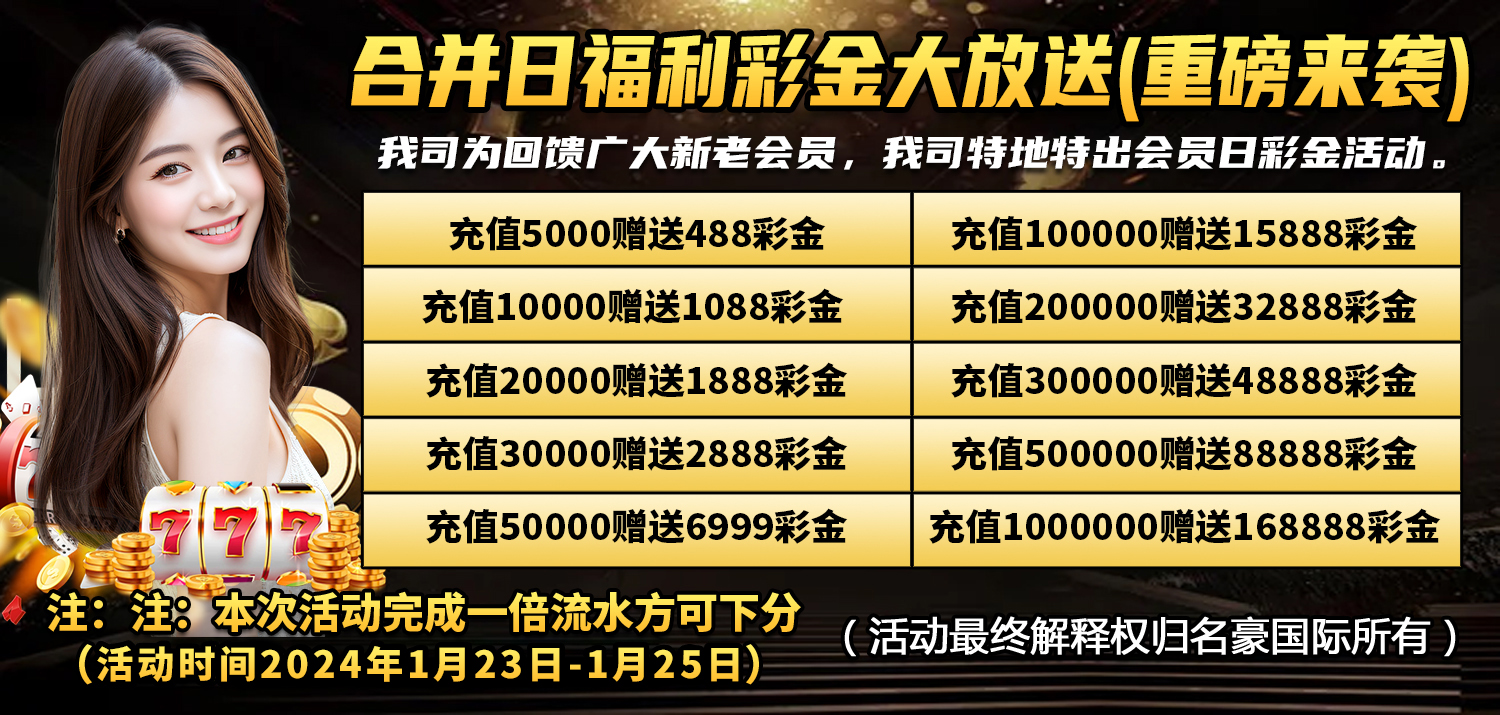 合并日福利彩金大放送(重磅来袭)
我司为回馈广大新老会员，我司特地特出会员日彩金活动。
充值5000赠送488彩金
充值100000赠送15888彩金
充值10000赠送1088彩金
充值200000赠送32888彩金
充值20000赠送1888彩金
充值300000赠送48888彩金
充值30000赠送2888彩金
充值500000赠送88888彩金
充值50000赠送6999彩金
充值1000000赠送168888彩金
777
注：注：本次活动完成一倍流水方可下分
（活动时间2024年1月23日-1月25日）
（活动最终解释权归名豪国际所有）